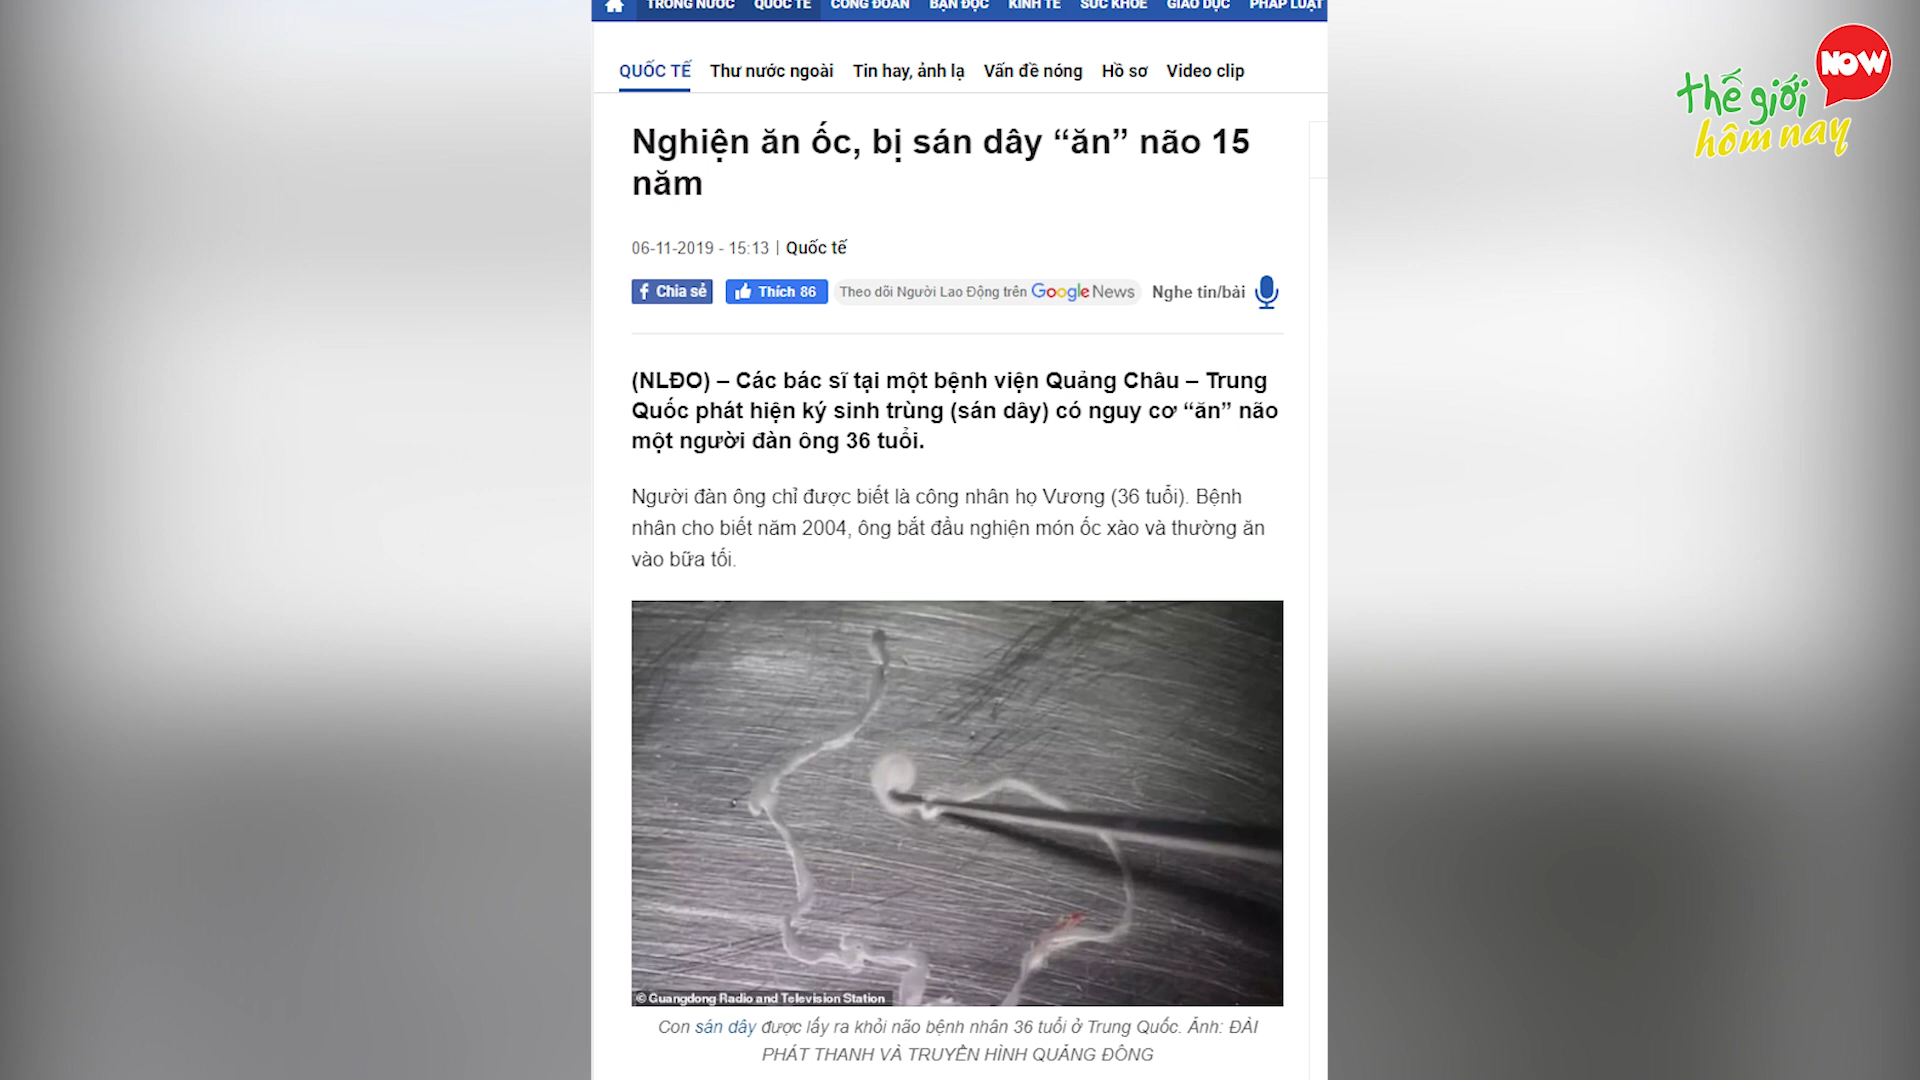 TRONG NƯỚC QUỐC TẾ CÔNG ĐOÀN BẠN ĐỌC KINH TẾ SỨC KHỎE GIÁO DỤC PHÁP LUẬT
NOW
thế giới
hôm nay
QUỐC TẾ Thư nước ngoài Tin hay, ảnh lạ Vấn đề nóng Hồ sơ Video clip
Nghiện ăn ốc, bị sán dây “ăn” não 15
năm
06-11-2019 - 15:13 | Quốc tế
Chia sẻ Thích 86 Theo dõi Người Lao Động trên Google News Nghe tin/bài
(NLĐO) – Các bác sĩ tại một bệnh viện Quảng Châu – Trung
Quốc phát hiện ký sinh trùng (sán dây) có nguy cơ “ăn” não
một người đàn ông 36 tuổi.
Người đàn ông chỉ được biết là công nhân họ Vương (36 tuổi). Bệnh
nhân cho biết năm 2004, ông bắt đầu nghiện món ốc xào và thường ăn
vào bữa tối.
© Guangdong Radio and Television Station
Con sán dây được lấy ra khỏi não bệnh nhân 36 tuổi ở Trung Quốc. Ảnh: ĐÀI
PHÁT THANH VÀ TRUYỀN HÌNH QUẢNG ĐÔNG